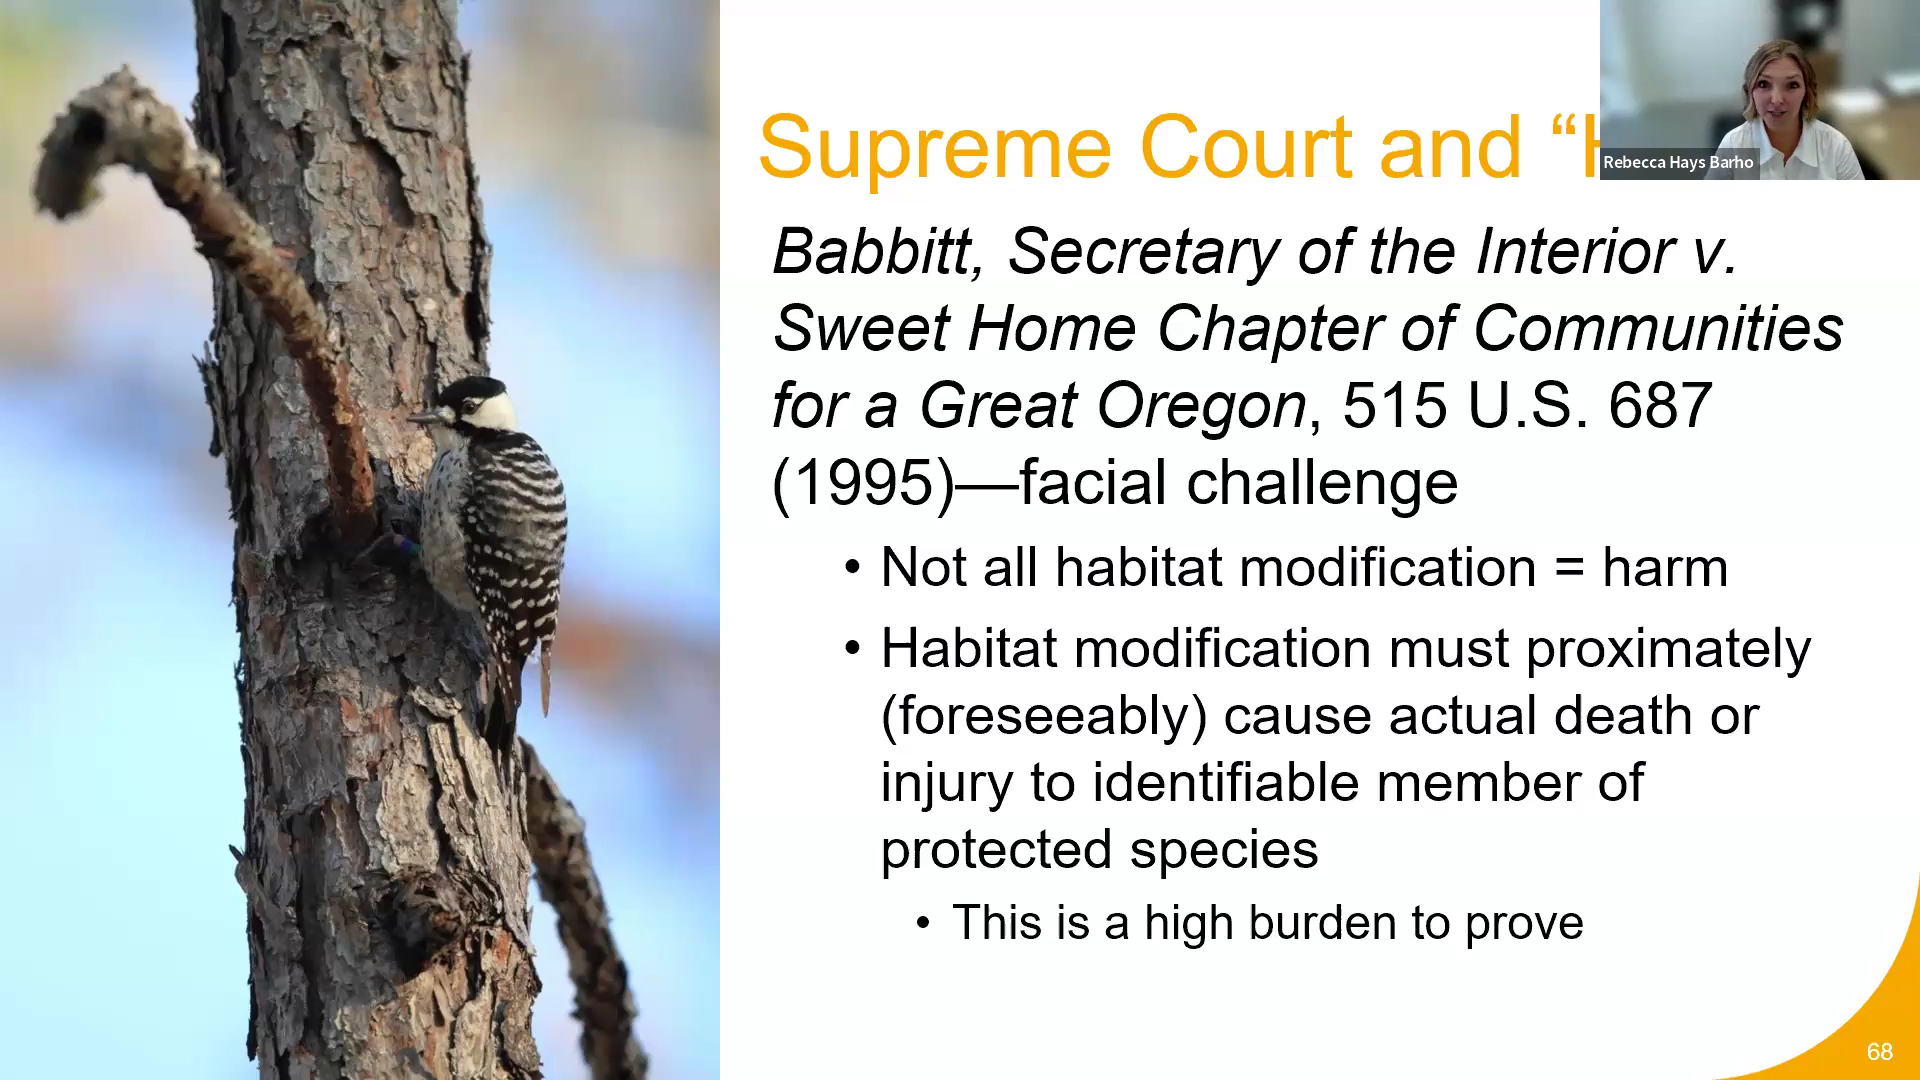 Supreme Court and “H
Rebecca Hays Barho
Babbitt, Secretary of the Interior v.
Sweet Home Chapter of Communities
for a Great Oregon, 515 U.S. 687
(1995)—facial challenge
• Not all habitat modification = harm
• Habitat modification must proximately
(foreseeably) cause actual death or
injury to identifiable member of
protected species
• This is a high burden to prove
68